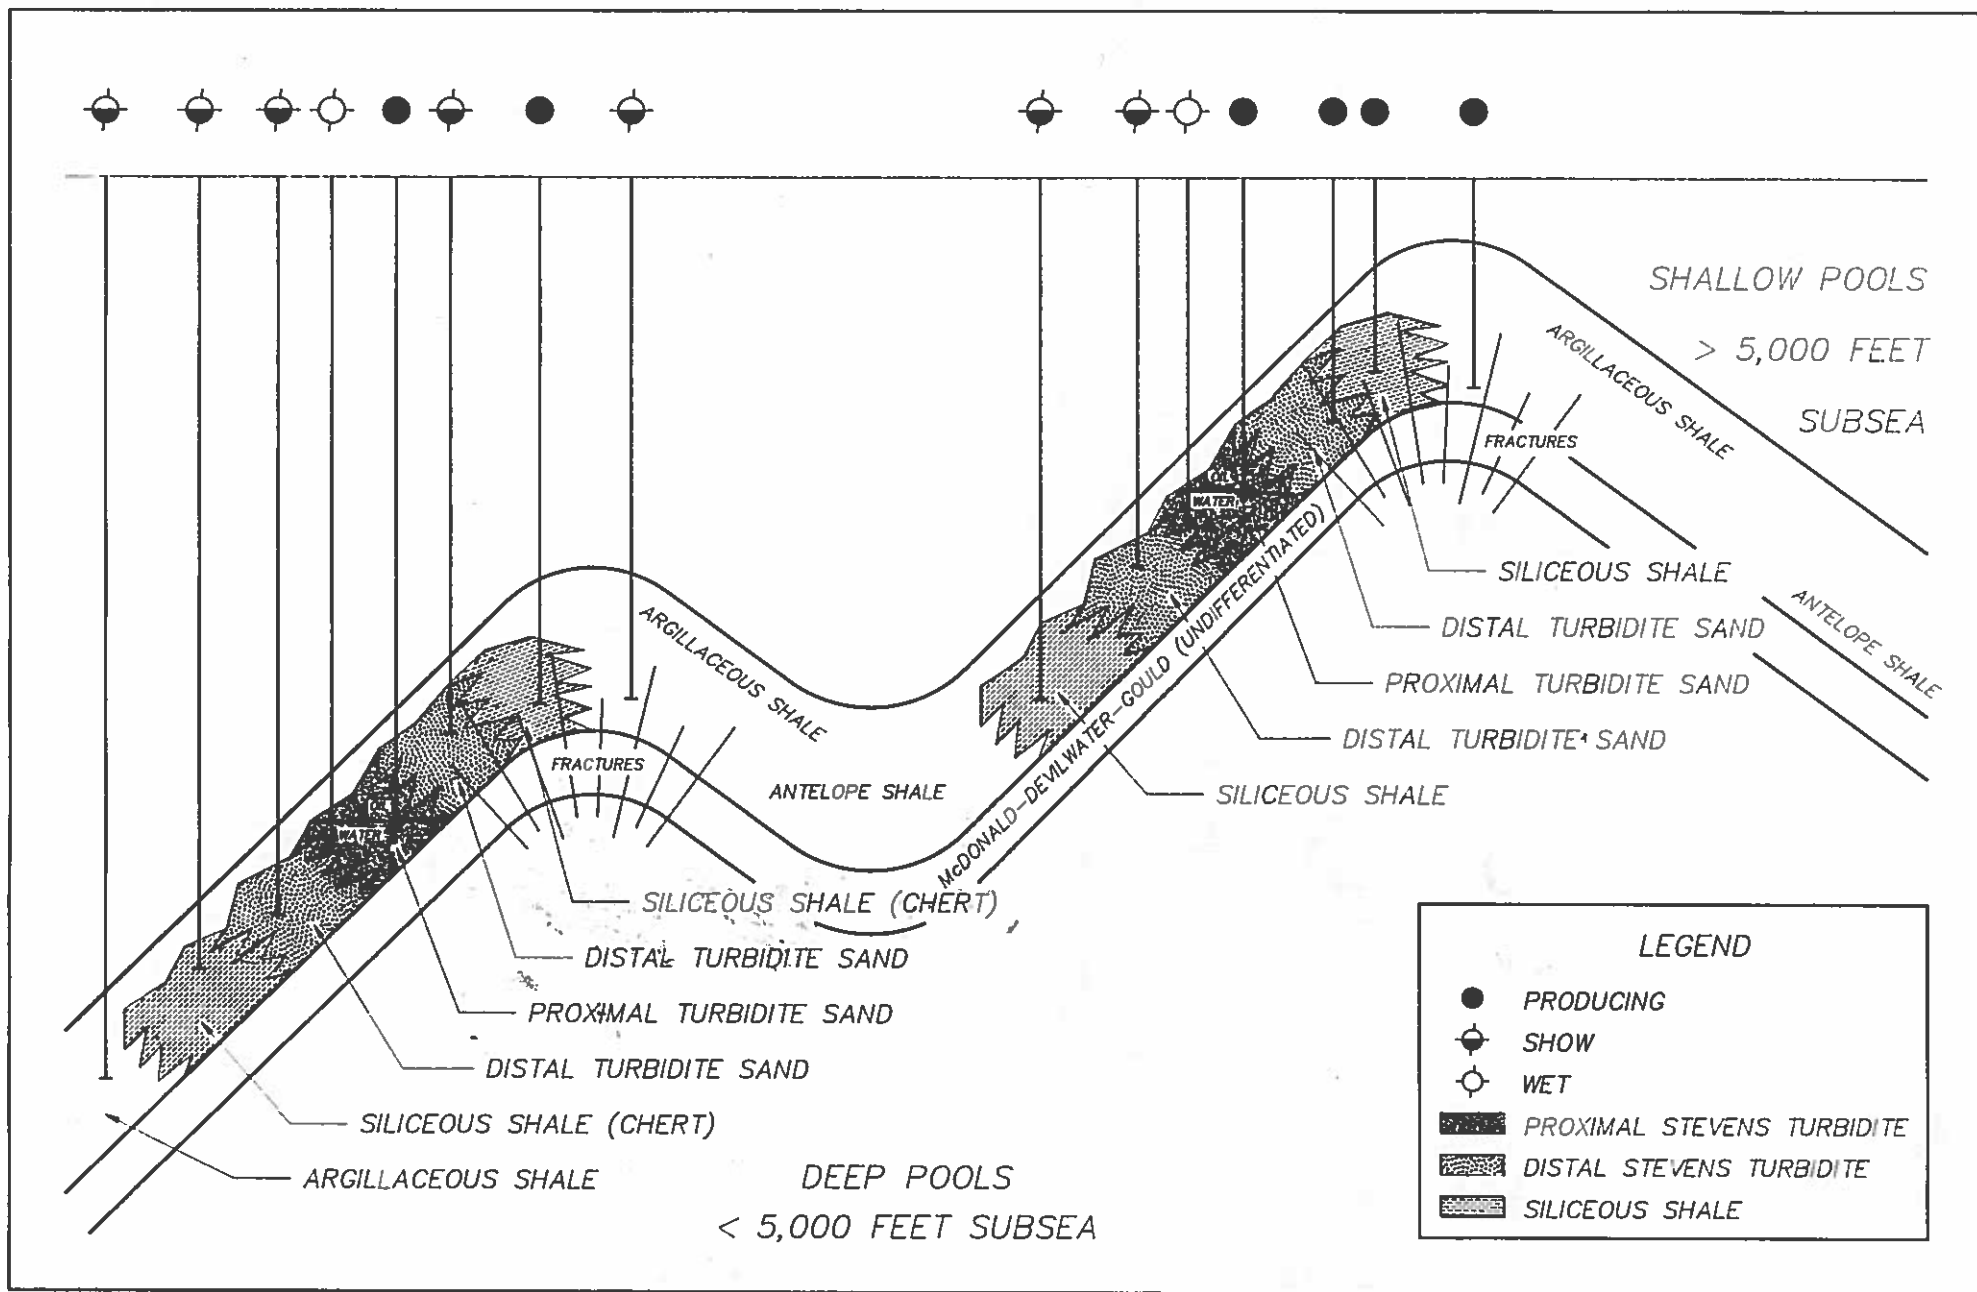 SHALLOW POOLS
> 5,000 FEET
SUBSEA
ARGILLACEOUS SHALE
FRACTURES
OIL
WATER
SILICEOUS SHALE
DISTAL TURBIDITE SAND
PROXIMAL TURBIDITE SAND
DISTAL TURBIDITE SAND
SILICEOUS SHALE
ANTELOPE SHALE
McDONALD-DEVILWATER-GOULD (UNDIFFERENTIATED)
ARGILLACEOUS SHALE
FRACTURES
ANTELOPE SHALE
OIL
WATER
SILICEOUS SHALE (CHERT)
DISTAL TURBIDITE SAND
PROXIMAL TURBIDITE SAND
DISTAL TURBIDITE SAND
SILICEOUS SHALE (CHERT)
ARGILLACEOUS SHALE
DEEP POOLS
< 5,000 FEET SUBSEA
LEGEND
PRODUCING
SHOW
WET
PROXIMAL STEVENS TURBIDITE
DISTAL STEVENS TURBIDITE
SILICEOUS SHALE